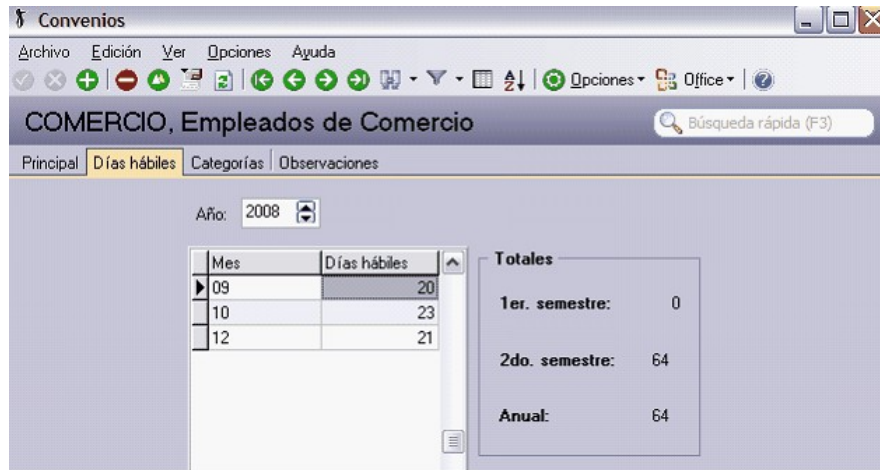 Convenios
Archivo Edición Ver Opciones Ayuda
Opciones Office
COMERCIO, Empleados de Comercio
Búsqueda rápida (F3)
Principal Días hábiles Categorías Observaciones
Año: 2008
Mes Días hábiles
09 20
10 23
12 21
Totales
1er. semestre: 0
2do. semestre: 64
Anual: 64